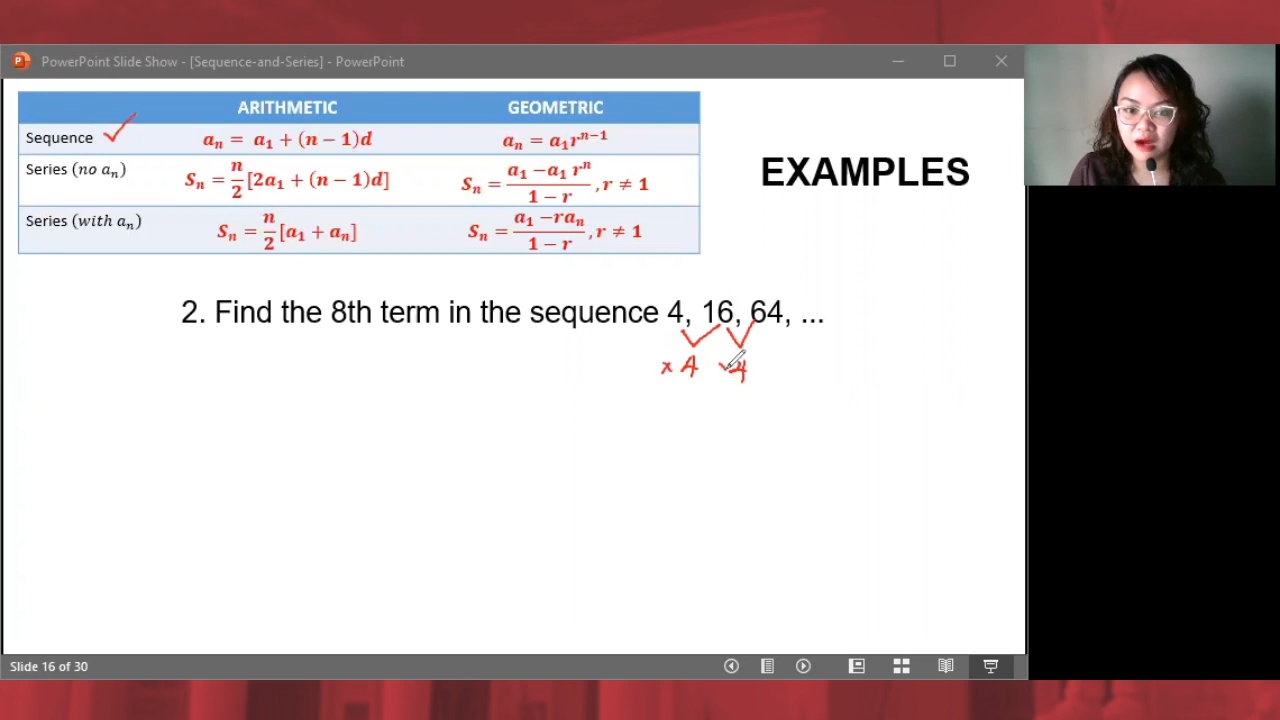 PowerPoint Slide Show - [Sequence-and-Series] - PowerPoint
ARITHMETIC GEOMETRIC
Sequence aₙ = a₁ + (n − 1)d aₙ = a₁rⁿ⁻¹
Series (no aₙ) Sₙ = n/2 [2a₁ + (n − 1)d] Sₙ = (a₁ − a₁ rⁿ)/(1 − r), r ≠ 1
Series (with aₙ) Sₙ = n/2 [a₁ + aₙ] Sₙ = (a₁ − raₙ)/(1 − r), r ≠ 1
EXAMPLES
2. Find the 8th term in the sequence 4, 16, 64, ...
x 4 4
Slide 16 of 30